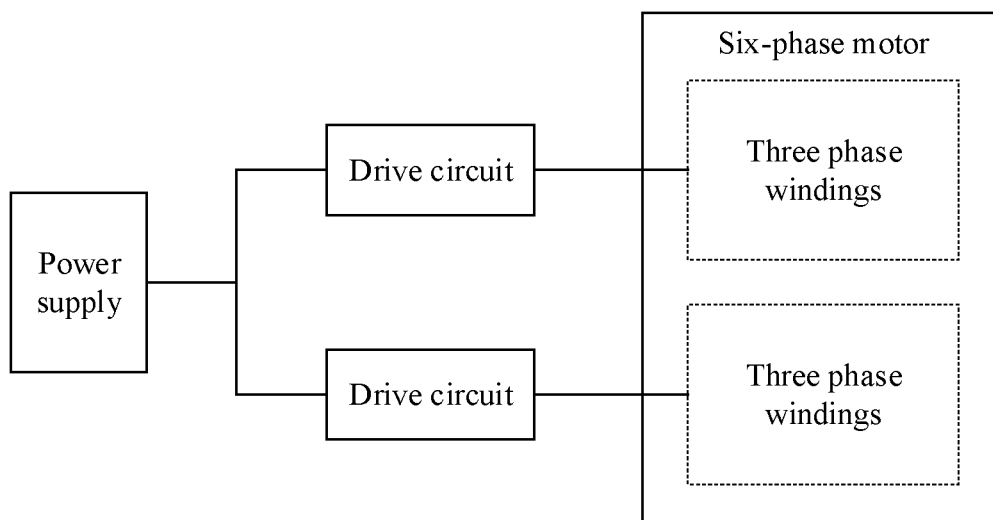 Six-phase motor
Three phase
windings
Drive circuit
Power
supply
Drive circuit
Three phase
windings